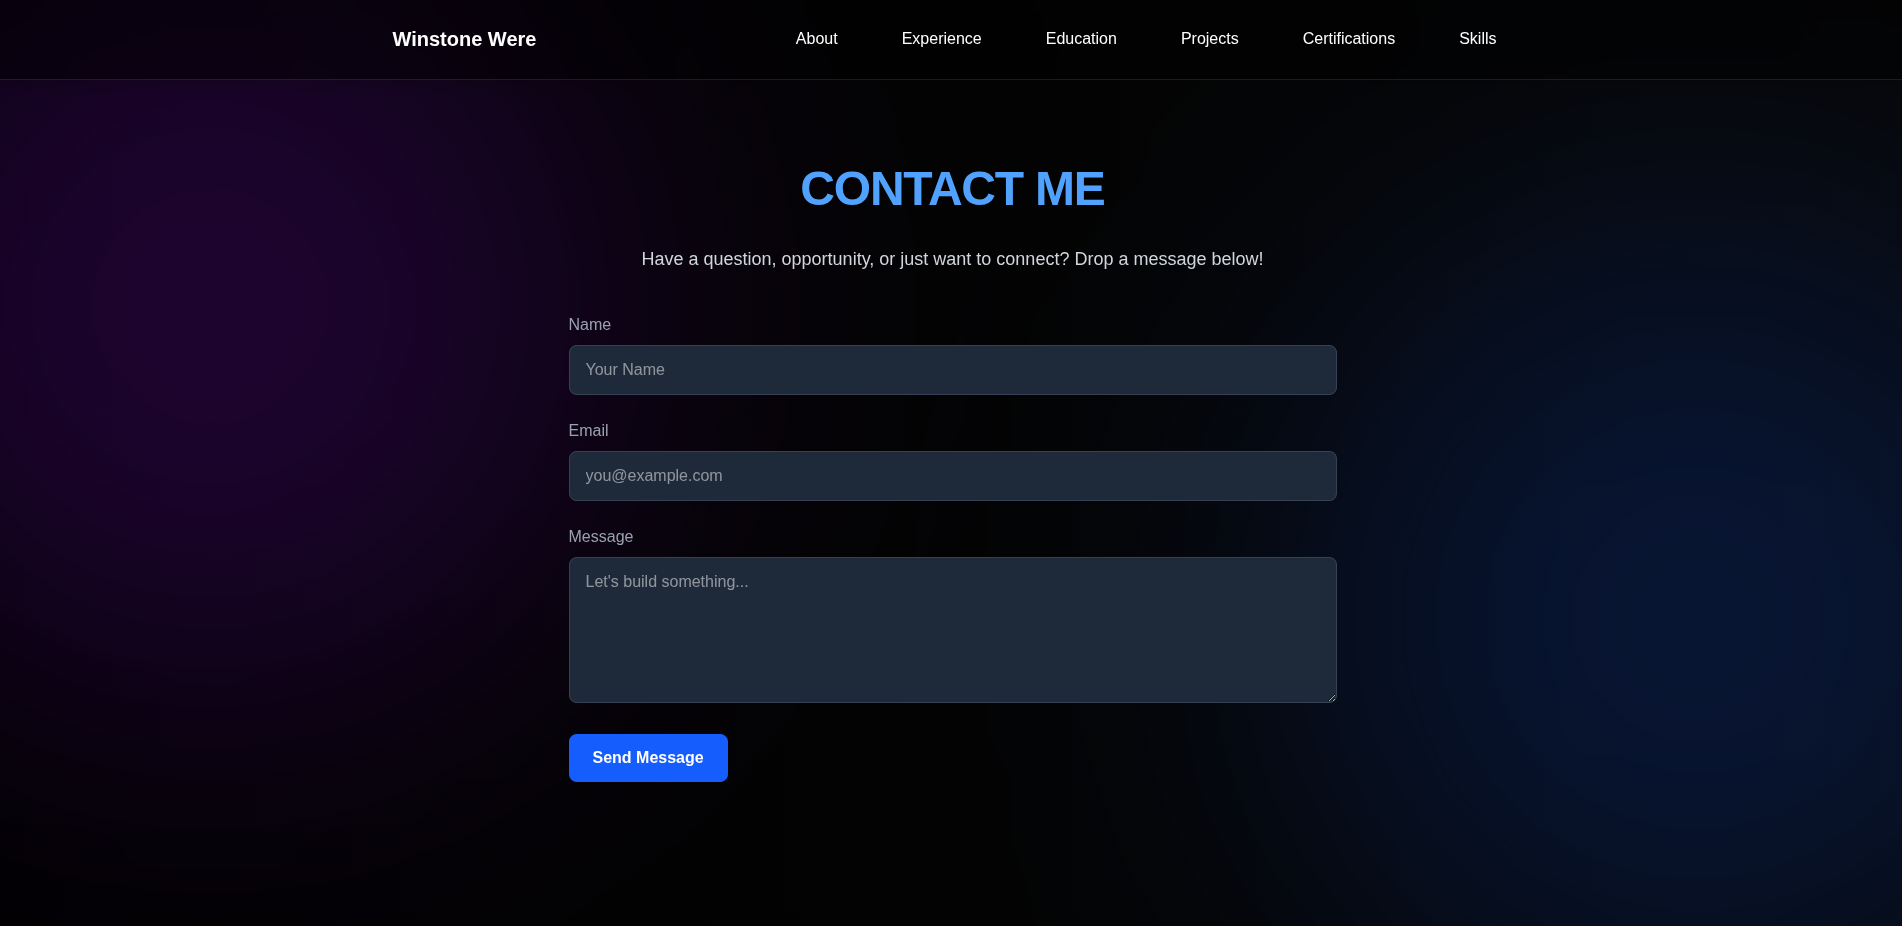 Winstone Were
About Experience Education Projects Certifications Skills
CONTACT ME
Have a question, opportunity, or just want to connect? Drop a message below!
Name
Your Name
Email
you@example.com
Message
Let's build something...
Send Message